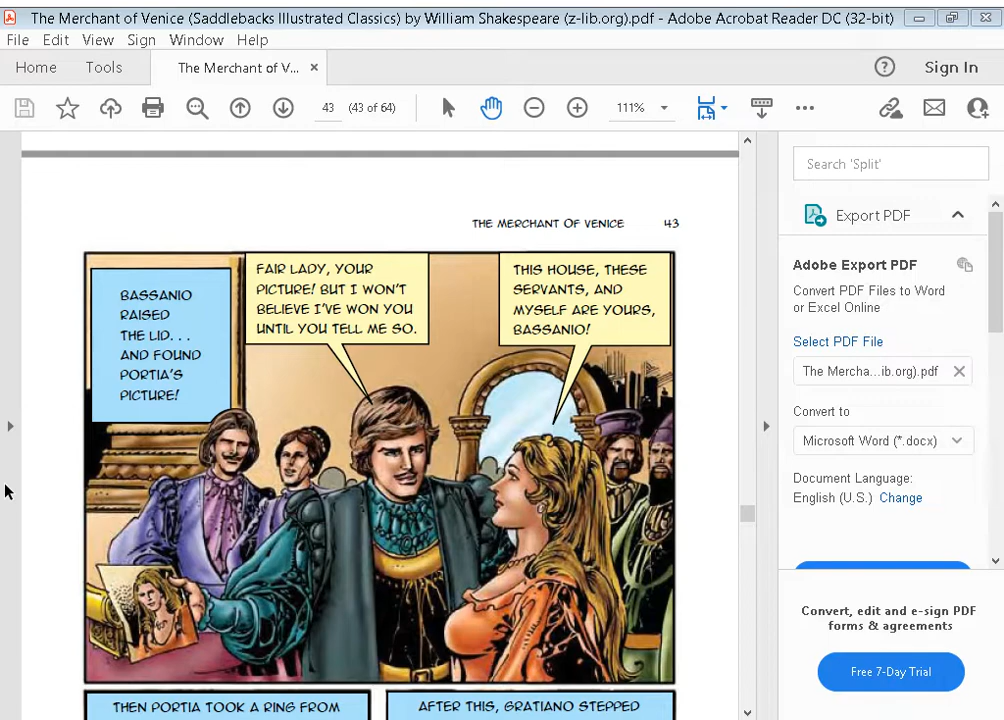 The Merchant of Venice (Saddlebacks Illustrated Classics) by William Shakespeare (z-lib.org).pdf - Adobe Acrobat Reader DC (32-bit)
File Edit View Sign Window Help
Home Tools The Merchant of V... × Sign In
43 (43 of 64) 111%
Search 'Split'
Export PDF
Adobe Export PDF
Convert PDF Files to Word
or Excel Online
Select PDF File
The Mercha...ib.org).pdf
Convert to
Microsoft Word (*.docx)
Document Language:
English (U.S.) Change
Convert, edit and e-sign PDF
forms & agreements
Free 7-Day Trial
THE MERCHANT OF VENICE 43
BASSANIO
RAISED
THE LID. . .
AND FOUND
PORTIA'S
PICTURE!
FAIR LADY, YOUR
PICTURE! BUT I WON'T
BELIEVE I'VE WON YOU
UNTIL YOU TELL ME SO.
THIS HOUSE, THESE
SERVANTS, AND
MYSELF ARE YOURS,
BASSANIO!
THEN PORTIA TOOK A RING FROM
AFTER THIS, GRATIANO STEPPED